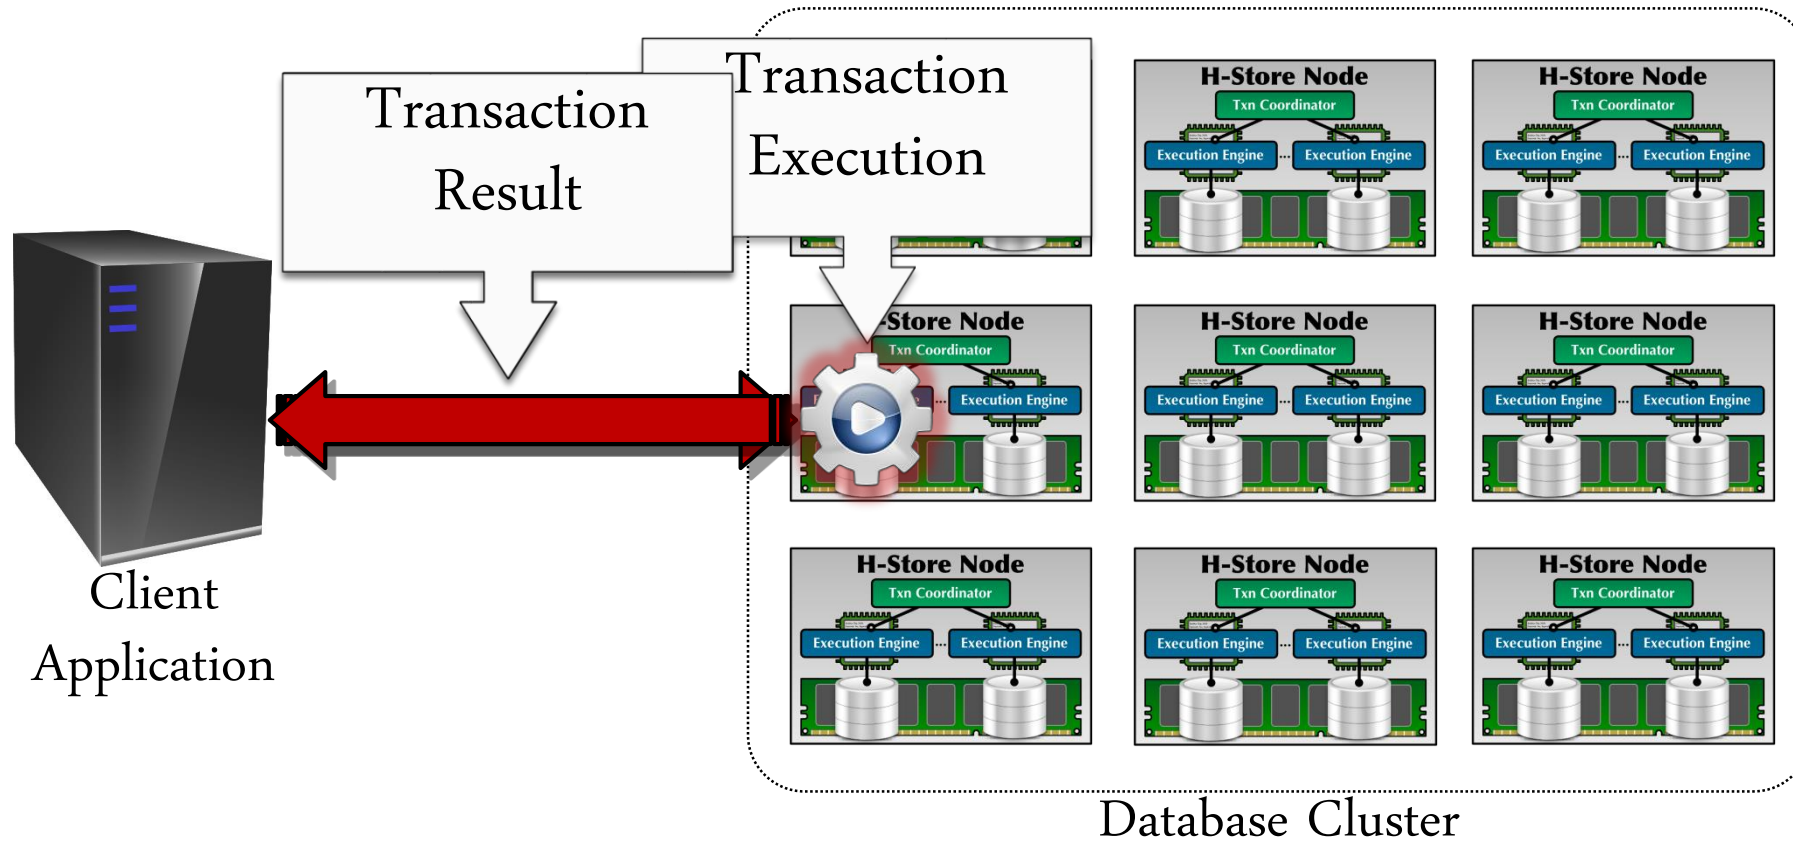 Transaction
Result
Transaction
Execution
H-Store Node
Txn Coordinator
Execution Engine ... Execution Engine
H-Store Node
Txn Coordinator
Execution Engine ... Execution Engine
-Store Node
Txn Coordinator
... Execution Engine
H-Store Node
Txn Coordinator
Execution Engine ... Execution Engine
H-Store Node
Txn Coordinator
Execution Engine ... Execution Engine
H-Store Node
Txn Coordinator
Execution Engine ... Execution Engine
H-Store Node
Txn Coordinator
Execution Engine ... Execution Engine
H-Store Node
Txn Coordinator
Execution Engine ... Execution Engine
Client
Application
Database Cluster